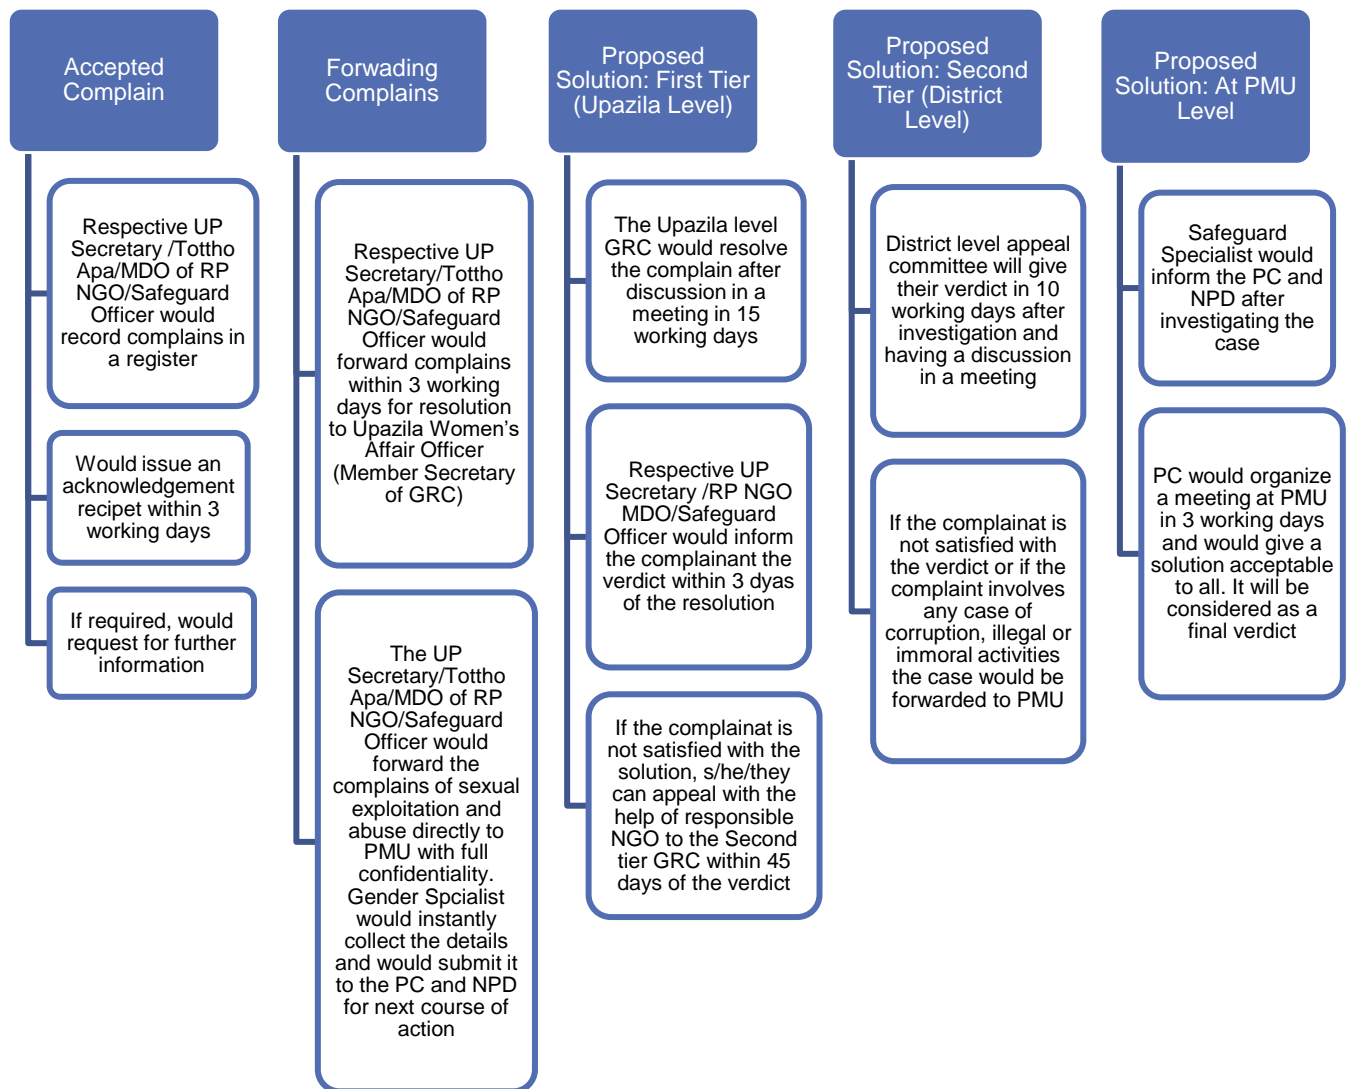 Accepted
Complain
Respective UP
Secretary /Tottho
Apa/MDO of RP
NGO/Safeguard
Officer would
record complains in
a register
Would issue an
acknowledgement
recipet within 3
working days
If required, would
request for further
information
Forwading
Complains
Respective UP
Secretary/Tottho
Apa/MDO of RP
NGO/Safeguard
Officer would
forward complains
within 3 working
days for resolution
to Upazila Women’s
Affair Officer
(Member Secretary
of GRC)
The UP
Secretary/Tottho
Apa/MDO of RP
NGO/Safeguard
Officer would
forward the
complains of sexual
exploitation and
abuse directly to
PMU with full
confidentiality.
Gender Spcialist
would instantly
collect the details
and would submit it
to the PC and NPD
for next course of
action
Proposed
Solution: First Tier
(Upazila Level)
The Upazila level
GRC would resolve
the complain after
discussion in a
meeting in 15
working days
Respective UP
Secretary /RP NGO
MDO/Safeguard
Officer would inform
the complainant the
verdict within 3 dyas
of the resolution
If the complainat is
not satisfied with the
solution, s/he/they
can appeal with the
help of responsible
NGO to the Second
tier GRC within 45
days of the verdict
Proposed
Solution: Second
Tier (District
Level)
District level appeal
committee will give
their verdict in 10
working days after
investigation and
having a discussion
in a meeting
If the complainat is
not satisfied with
the verdict or if the
complaint involves
any case of
corruption, illegal or
immoral activities
the case would be
forwarded to PMU
Proposed
Solution: At PMU
Level
Safeguard
Specialist would
inform the PC and
NPD after
investigating the
case
PC would organize
a meeting at PMU
in 3 working days
and would give a
solution acceptable
to all. It will be
considered as a
final verdict